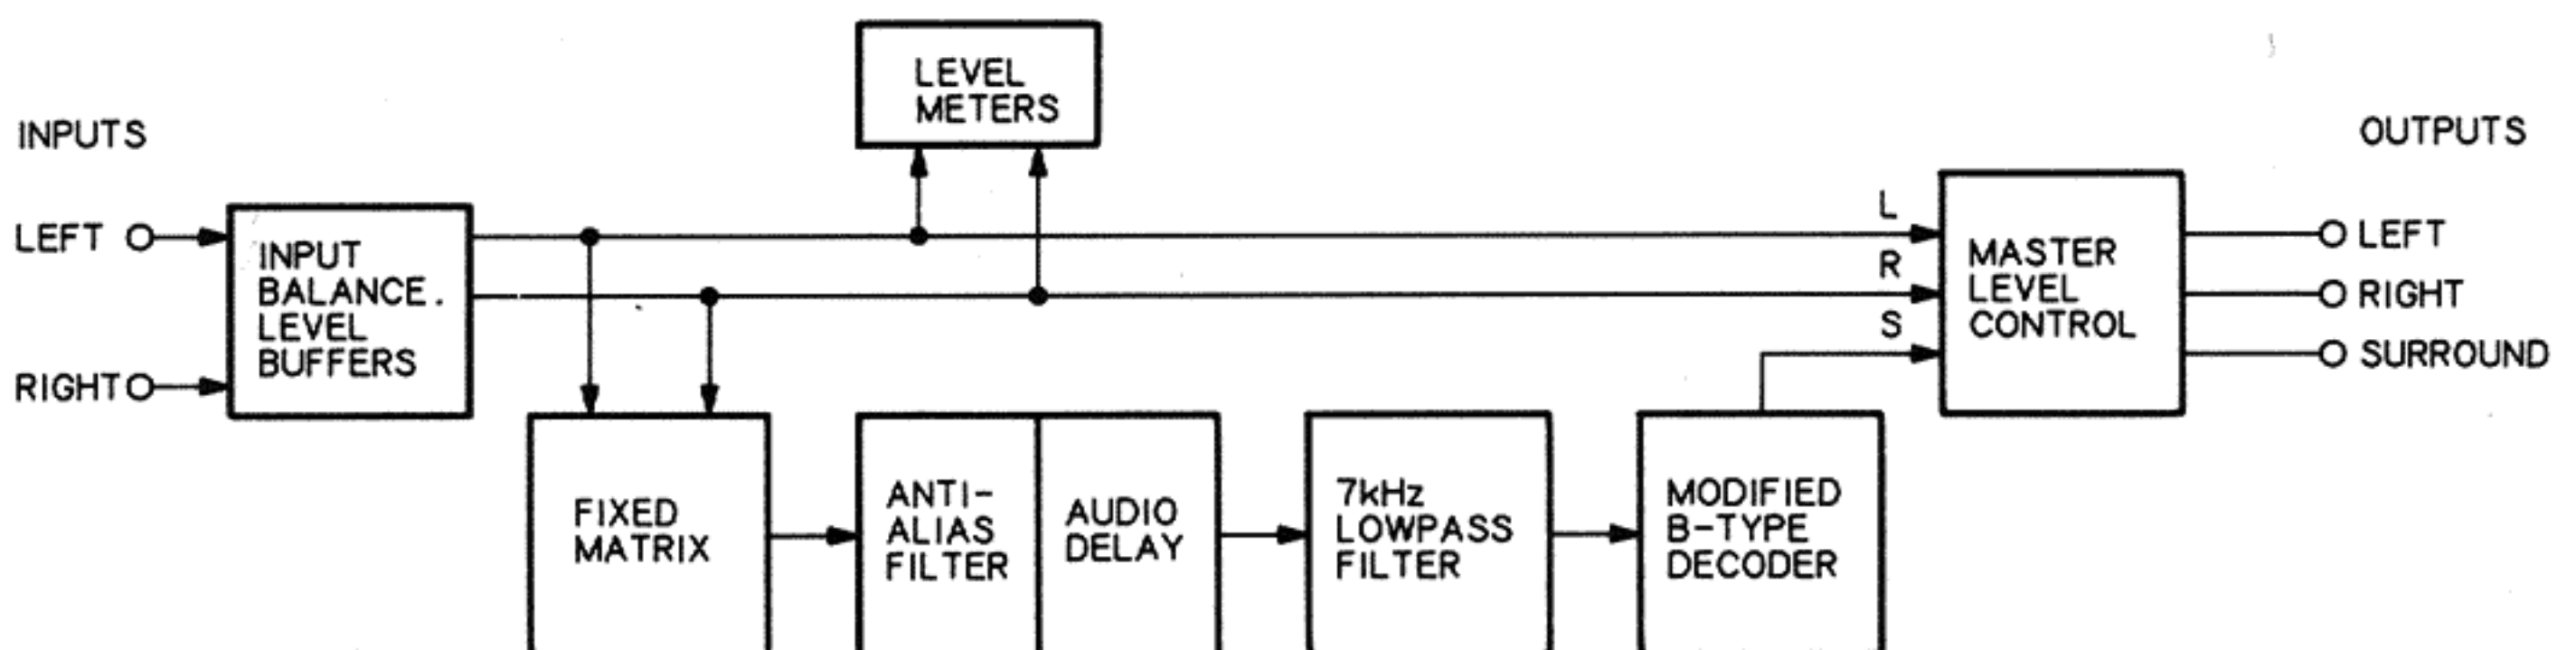 INPUTS
LEFT
RIGHT
INPUT
BALANCE.
LEVEL
BUFFERS
LEVEL
METERS
FIXED
MATRIX
ANTI-
ALIAS
FILTER
AUDIO
DELAY
7kHz
LOWPASS
FILTER
MODIFIED
B-TYPE
DECODER
L
R
S
MASTER
LEVEL
CONTROL
OUTPUTS
LEFT
RIGHT
SURROUND